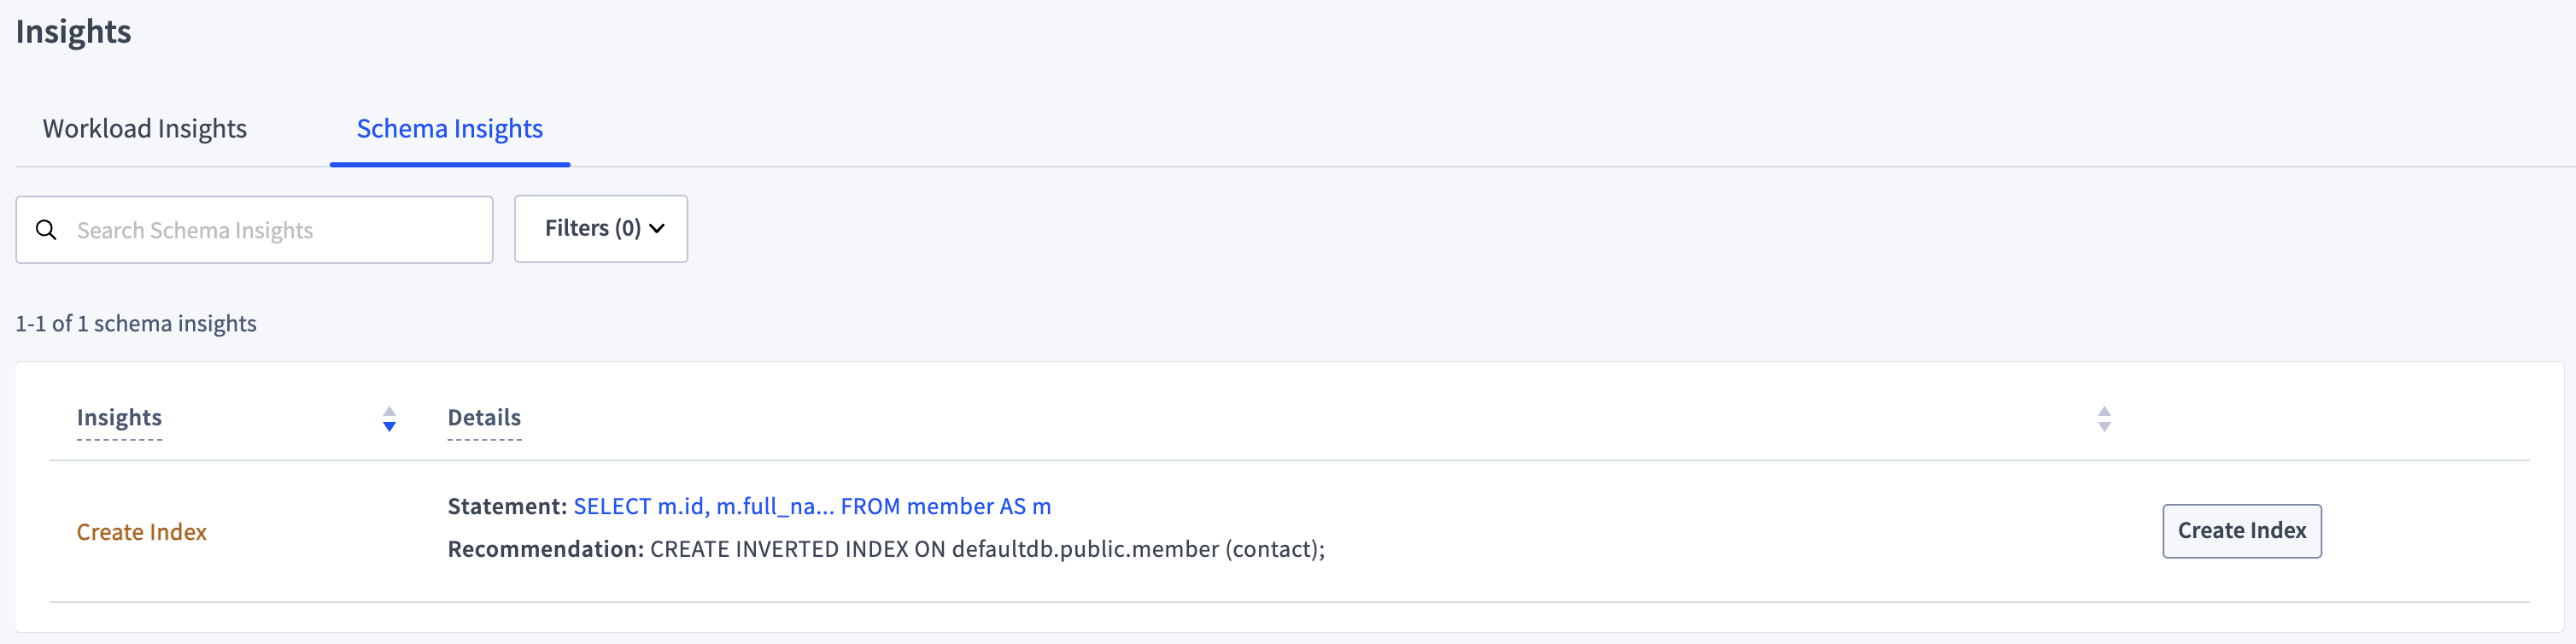 Insights
Workload Insights Schema Insights
Search Schema Insights Filters (0)
1-1 of 1 schema insights
Insights Details
Statement: SELECT m.id, m.full_na... FROM member AS m
Create Index Create Index
Recommendation: CREATE INVERTED INDEX ON defaultdb.public.member (contact);